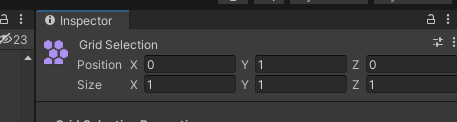 Inspector
23
Grid Selection
Position X 0 Y 1 Z 0
Size X 1 Y 1 Z 1